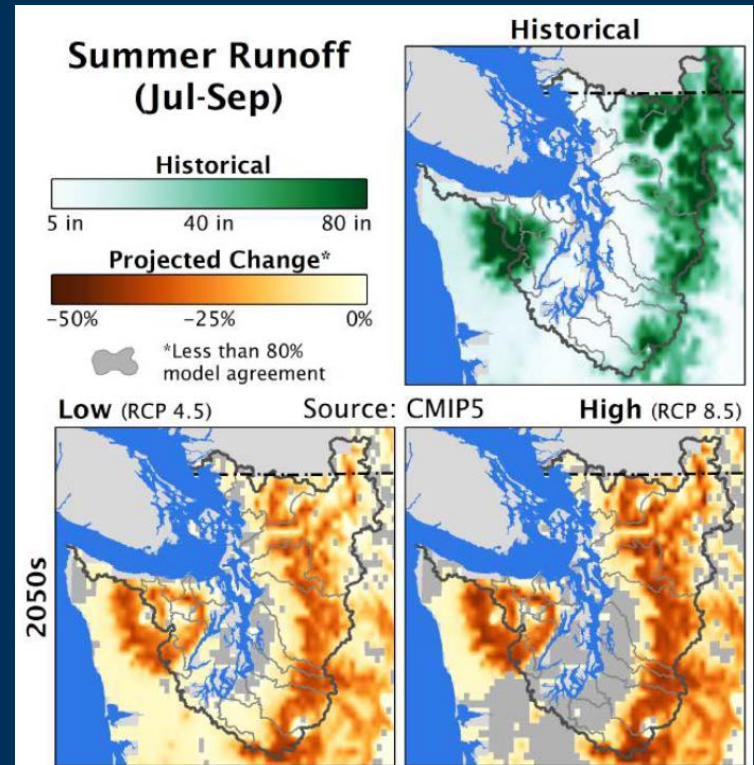 Summer Runoff
(Jul-Sep)
Historical
Historical
5 in 40 in 80 in
Projected Change*
-50% -25% 0%
*Less than 80%
model agreement
Low (RCP 4.5) Source: CMIP5 High (RCP 8.5)
2050s